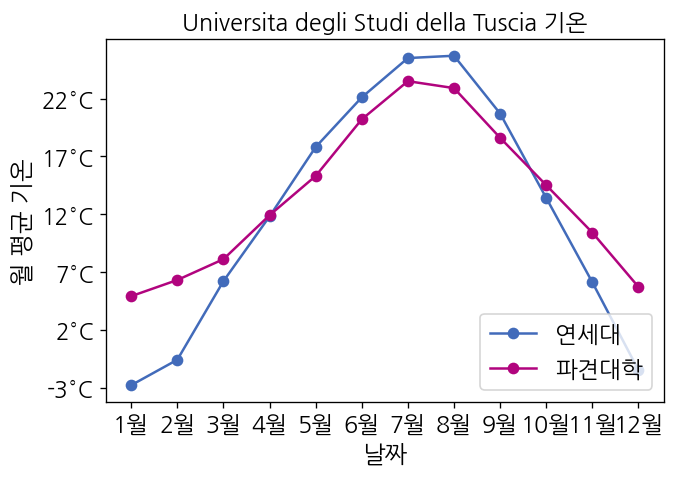 Universita degli Studi della Tuscia 기온
월 평균 기온
22°C
17°C
12°C
7°C
2°C
-3°C
연세대
파견대학
1월 2월 3월 4월 5월 6월 7월 8월 9월 10월 11월 12월
날짜